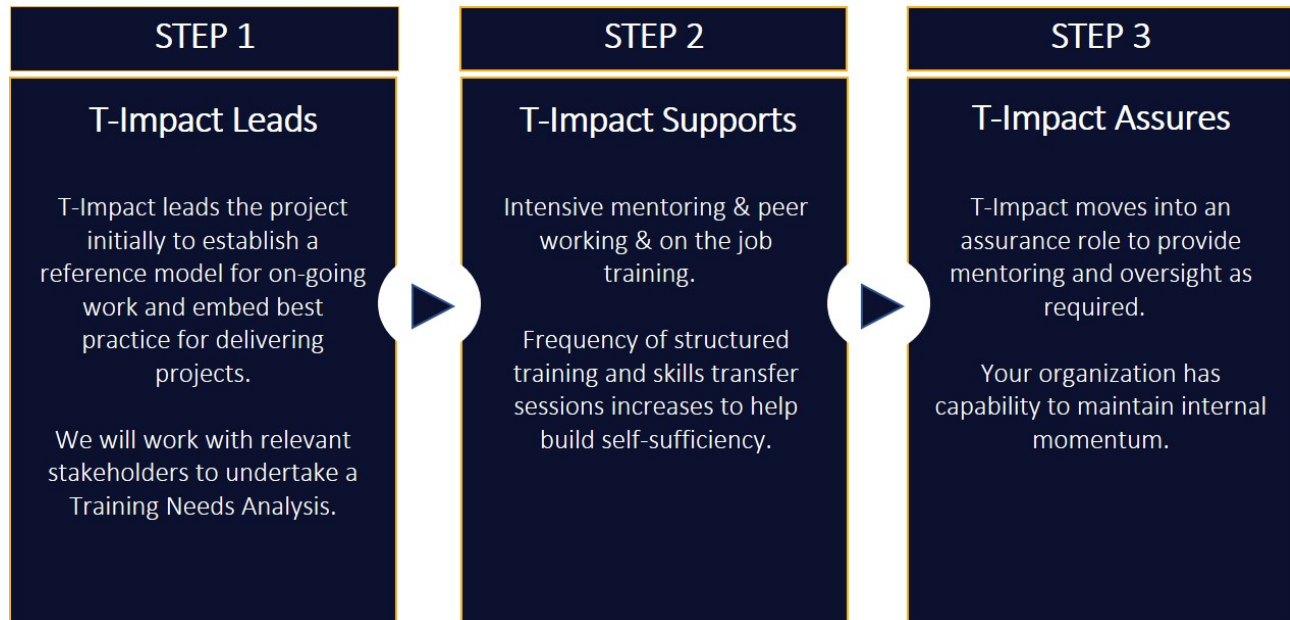 STEP 1
T-Impact Leads
T-Impact leads the project
initially to establish a
reference model for on-going
work and embed best
practice for delivering
projects.
We will work with relevant
stakeholders to undertake a
Training Needs Analysis.
STEP 2
T-Impact Supports
Intensive mentoring & peer
working & on the job
training.
Frequency of structured
training and skills transfer
sessions increases to help
build self-sufficiency.
STEP 3
T-Impact Assures
T-Impact moves into an
assurance role to provide
mentoring and oversight as
required.
Your organization has
capability to maintain internal
momentum.